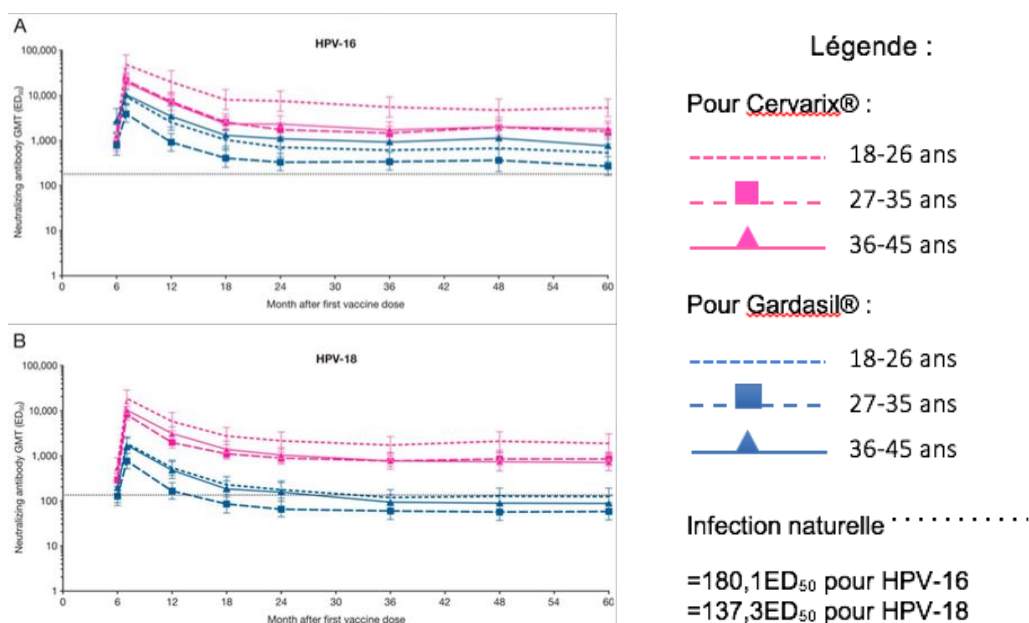 A
HPV-16
Neutralizing antibody GMT (ED50)
100,000
10,000
1,000
100
10
1
0 6 12 18 24 30 36 42 48 54 60
Month after first vaccine dose
B
HPV-18
Neutralizing antibody GMT (ED50)
100,000
10,000
1,000
100
10
1
0 6 12 18 24 30 36 42 48 54 60
Month after first vaccine dose
Légende :
Pour Cervarix® :
18-26 ans
27-35 ans
36-45 ans
Pour Gardasil® :
18-26 ans
27-35 ans
36-45 ans
Infection naturelle
=180,1ED50 pour HPV-16
=137,3ED50 pour HPV-18